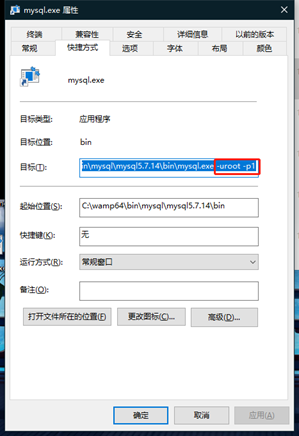 mysql.exe 属性
终端 兼容性 安全 详细信息 以前的版本
常规 快捷方式 选项 字体 布局 颜色
mysql.exe
目标类型: 应用程序
目标位置: bin
目标(T): n\mysql\mysql5.7.14\bin\mysql.exe -uroot -p1
起始位置(S): C:\wamp64\bin\mysql\mysql5.7.14\bin
快捷键(K): 无
运行方式(R): 常规窗口
备注(O):
打开文件所在的位置(F) 更改图标(C)... 高级(D)...
确定 取消 应用(A)